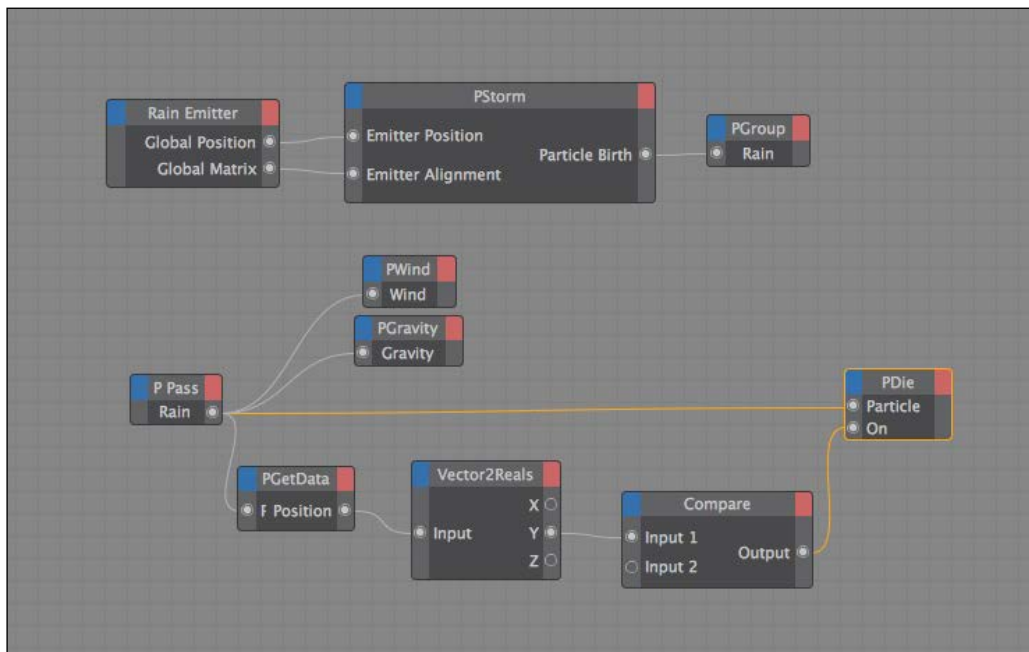 Rain Emitter
Global Position
Global Matrix
PStorm
Emitter Position
Emitter Alignment
Particle Birth
PGroup
Rain
PWind
Wind
PGravity
Gravity
P Pass
Rain
PDie
Particle
On
PGetData
Position
Vector2Reals
X
Input
Y
Z
Compare
Input 1
Output
Input 2